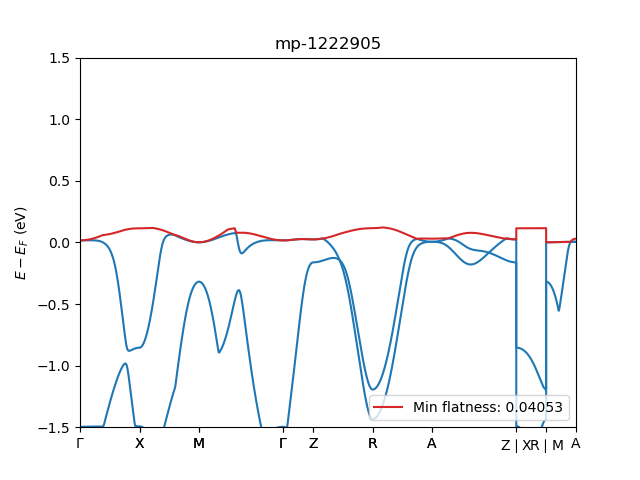 mp-1222905
E − E_F (eV)
1.5
1.0
0.5
0.0
−0.5
−1.0
−1.5
Min flatness: 0.04053
Γ X M Γ Z R A Z | XR | M A